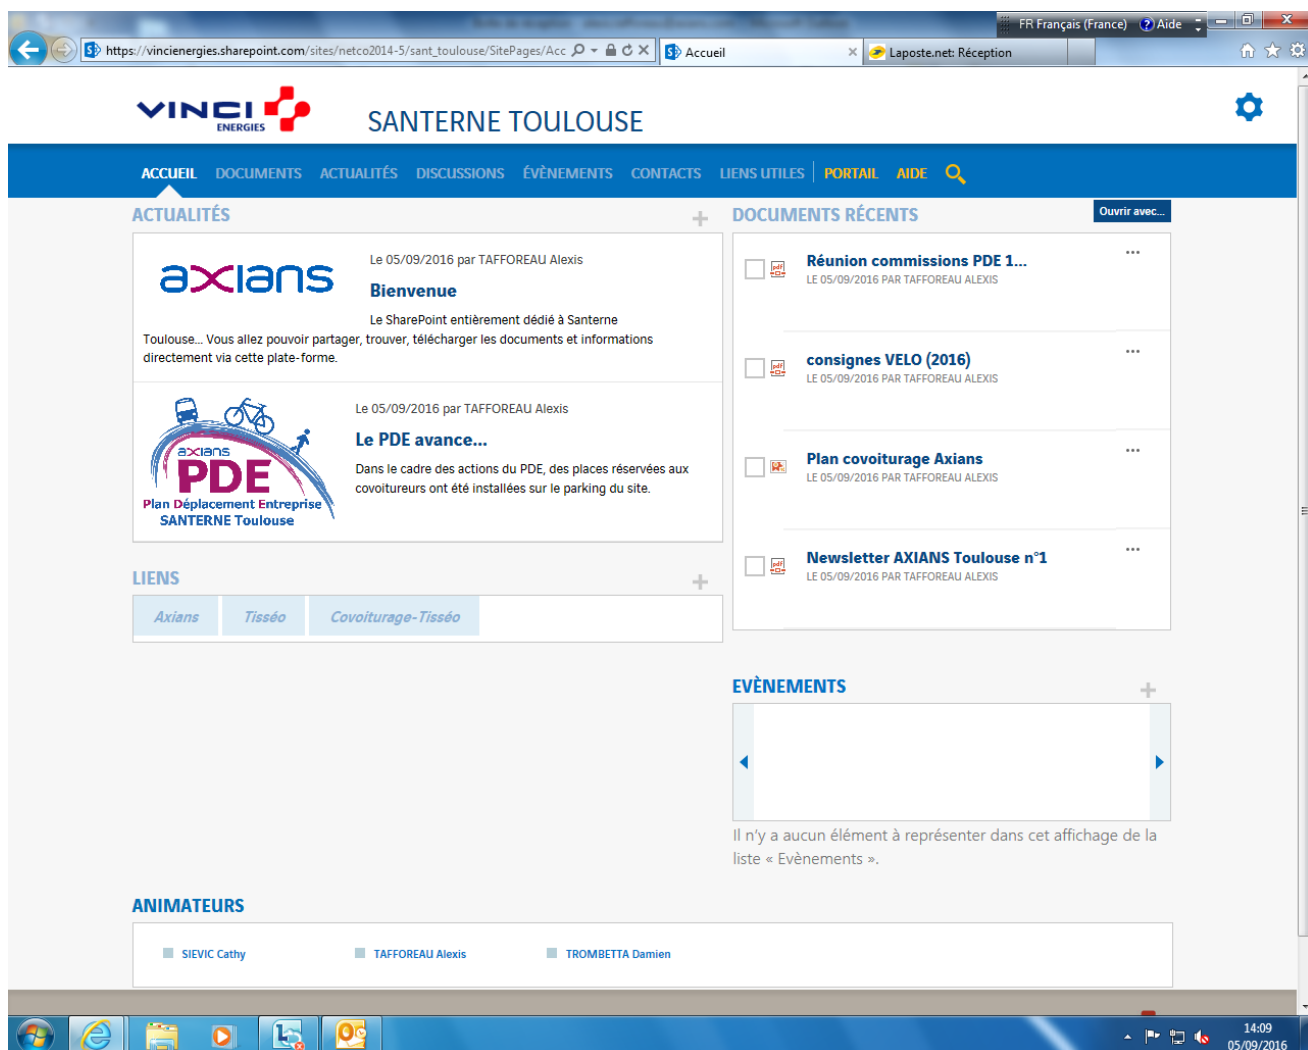 FR Français (France) Aide
https://vincienergies.sharepoint.com/sites/netco2014-5/sant_toulouse/SitePages/Acc
Accueil
Laposte.net: Réception
VINCI
ENERGIES
SANTERNE TOULOUSE
ACCUEIL DOCUMENTS ACTUALITÉS DISCUSSIONS ÉVÈNEMENTS CONTACTS LIENS UTILES PORTAIL AIDE
ACTUALITÉS
axians
Le 05/09/2016 par TAFFOREAU Alexis
Bienvenue
Le SharePoint entièrement dédié à Santerne
Toulouse... Vous allez pouvoir partager, trouver, télécharger les documents et informations
directement via cette plate-forme.
axians
PDE
Plan Déplacement Entreprise
SANTERNE Toulouse
Le 05/09/2016 par TAFFOREAU Alexis
Le PDE avance...
Dans le cadre des actions du PDE, des places réservées aux
covoitureurs ont été installées sur le parking du site.
LIENS
Axians Tisséo Covoiturage-Tisséo
DOCUMENTS RÉCENTS
Ouvrir avec...
Réunion commissions PDE 1...
LE 05/09/2016 PAR TAFFOREAU ALEXIS
consignes VELO (2016)
LE 05/09/2016 PAR TAFFOREAU ALEXIS
Plan covoiturage Axians
LE 05/09/2016 PAR TAFFOREAU ALEXIS
Newsletter AXIANS Toulouse n°1
LE 05/09/2016 PAR TAFFOREAU ALEXIS
EVÈNEMENTS
Il n'y a aucun élément à représenter dans cet affichage de la
liste « Evènements ».
ANIMATEURS
SIEVIC Cathy TAFFOREAU Alexis TROMBETTA Damien
14:09
05/09/2016